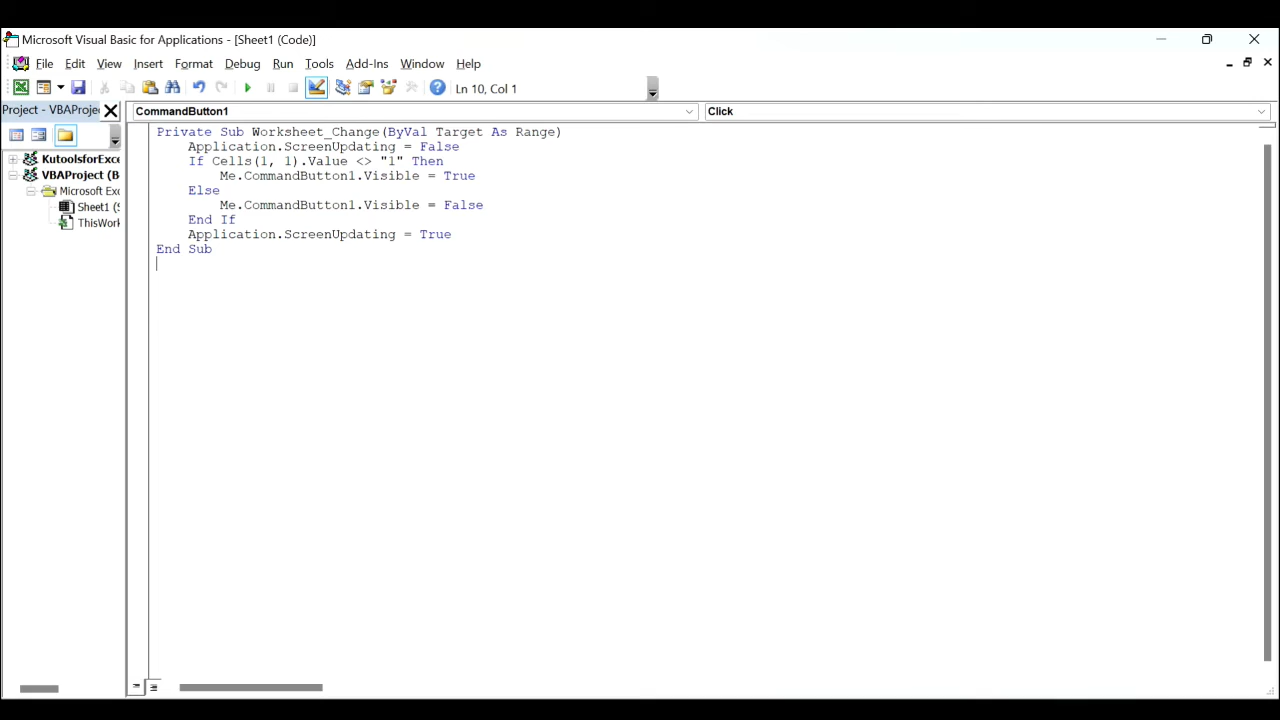 Microsoft Visual Basic for Applications - [Sheet1 (Code)]
File Edit View Insert Format Debug Run Tools Add-Ins Window Help
Ln 10, Col 1
Project - VBAProje
CommandButton1
Click
KutoolsforExce
VBAProject (B
Microsoft Exc
Sheet1 (S
ThisWork
Private Sub Worksheet_Change(ByVal Target As Range)
    Application.ScreenUpdating = False
    If Cells(1, 1).Value <> "1" Then
        Me.CommandButton1.Visible = True
    Else
        Me.CommandButton1.Visible = False
    End If
    Application.ScreenUpdating = True
End Sub